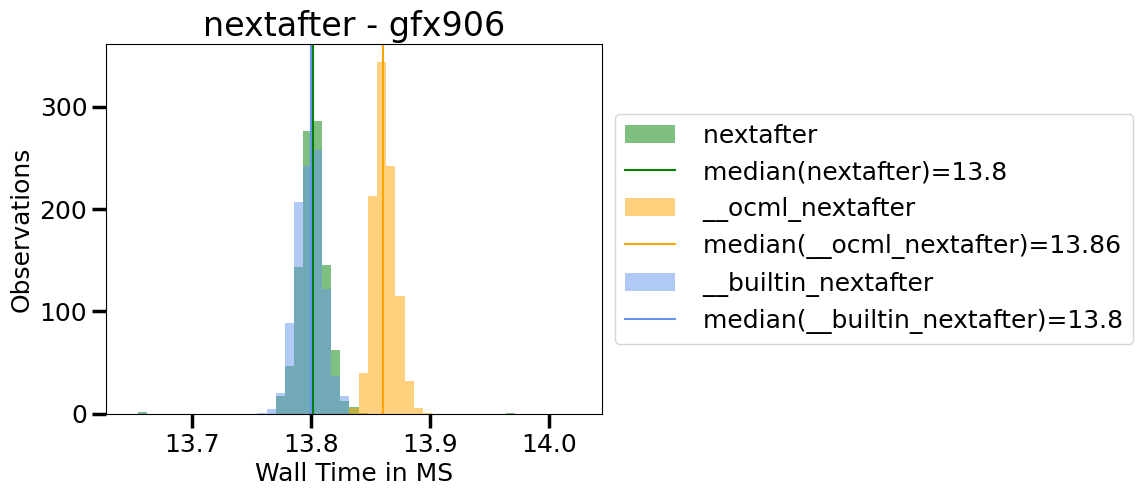 nextafter - gfx906
300
200
100
0
Observations
13.7
13.8
13.9
14.0
Wall Time in MS
nextafter
median(nextafter)=13.8
__ocml_nextafter
median(__ocml_nextafter)=13.86
__builtin_nextafter
median(__builtin_nextafter)=13.8